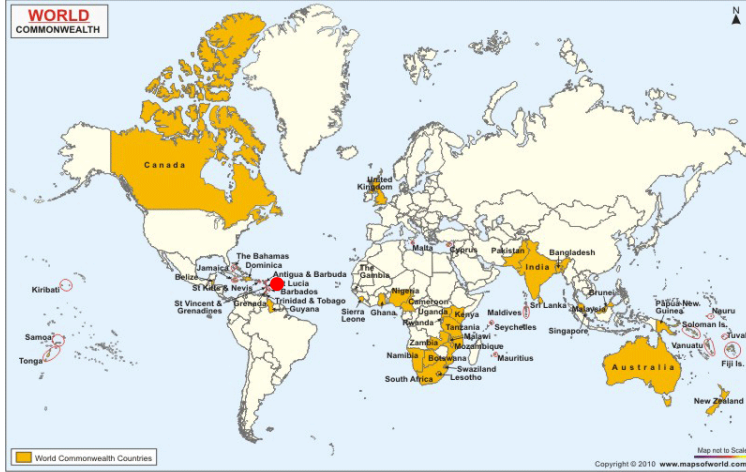 WORLD
COMMONWEALTH
N
Canada
United
Kingdom
The Bahamas
Dominica
Jamaica
Antigua & Barbuda
Belize
Lucia
St Kitts & Nevis
Barbados
Kiribati
St Vincent &
Grenadines
Grenada
Trinidad & Tobago
Guyana
Malta
Cyprus
Pakistan
Bangladesh
India
The
Gambia
Nigeria
Cameroon
Sierra
Leone
Ghana
Uganda
Kenya
Rwanda
Tanzania
Malawi
Zambia
Mozambique
Namibia
Botswana
Swaziland
South Africa
Lesotho
Maldives
Sri Lanka
Seychelles
Mauritius
Brunei
Malaysia
Singapore
Papua New
Guinea
Nauru
Soloman Is.
Vanuatu
Fiji Is.
Samoa
Tonga
Australia
New Zealand
World Commonwealth Countries
Map not to Scale
Copyright © 2010 www.mapsofworld.com